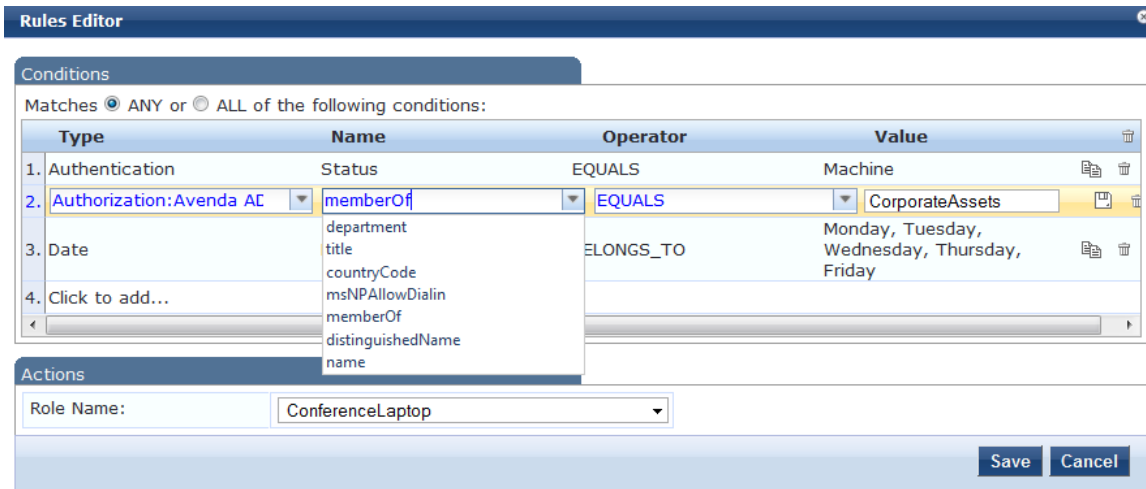 Rules Editor
Conditions
Matches ANY or ALL of the following conditions:
Type Name Operator Value
1. Authentication Status EQUALS Machine
2. Authorization:Avenda AD memberOf EQUALS CorporateAssets
department
title
countryCode
msNPAllowDialin
memberOf
distinguishedName
name
3. Date ELONGS_TO Monday, Tuesday,
Wednesday, Thursday,
Friday
4. Click to add...
Actions
Role Name: ConferenceLaptop
Save Cancel